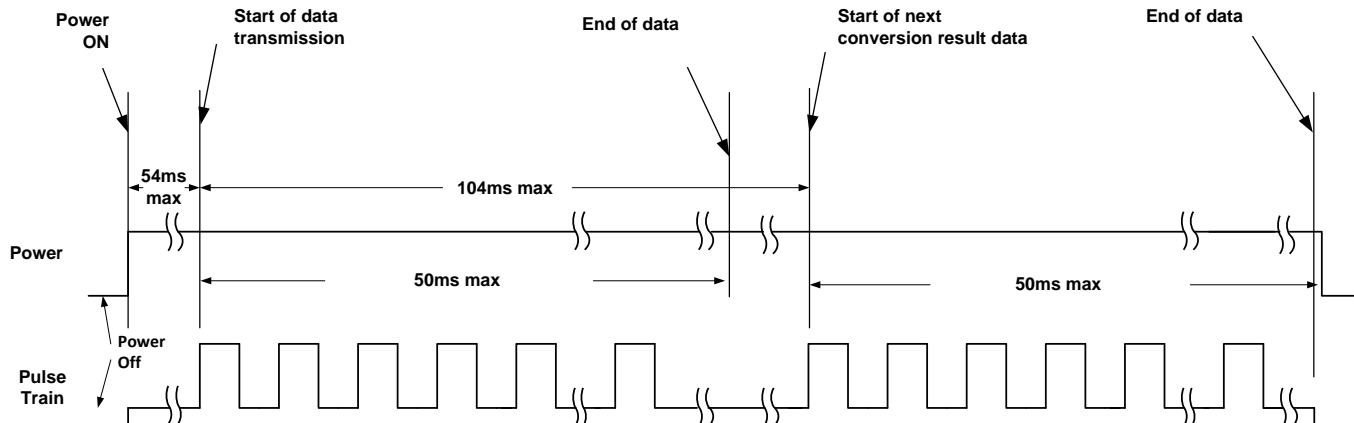 Power
ON
Start of data
transmission
End of data
Start of next
conversion result data
End of data
54ms
max
104ms max
Power
50ms max
50ms max
Power
Off
Pulse
Train